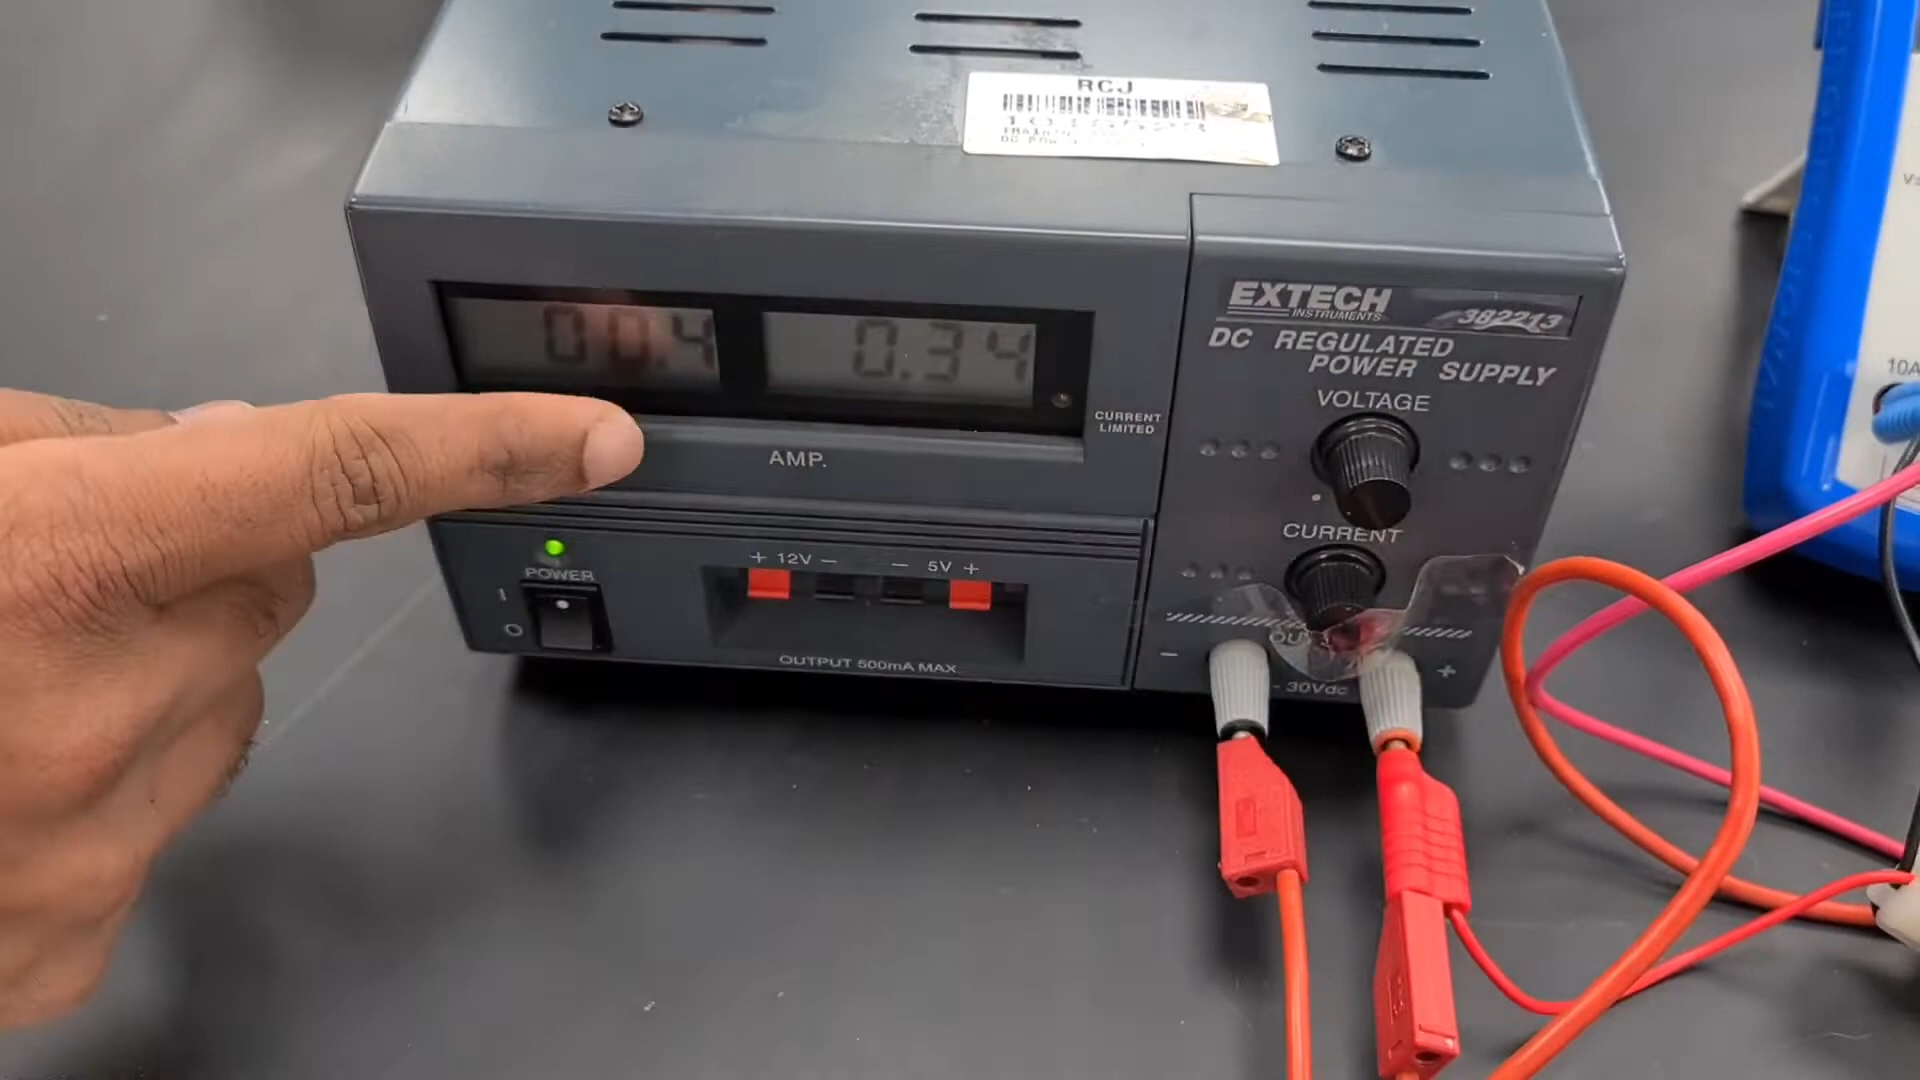 RCJ
00.4
0.34
EXTECH
INSTRUMENTS
382213
DC REGULATED
POWER SUPPLY
VOLTAGE
CURRENT
LIMITED
AMP.
CURRENT
POWER
I
O
+ 12V − − 5V +
OUTPUT 500mA MAX
− +
- 30Vdc
10A